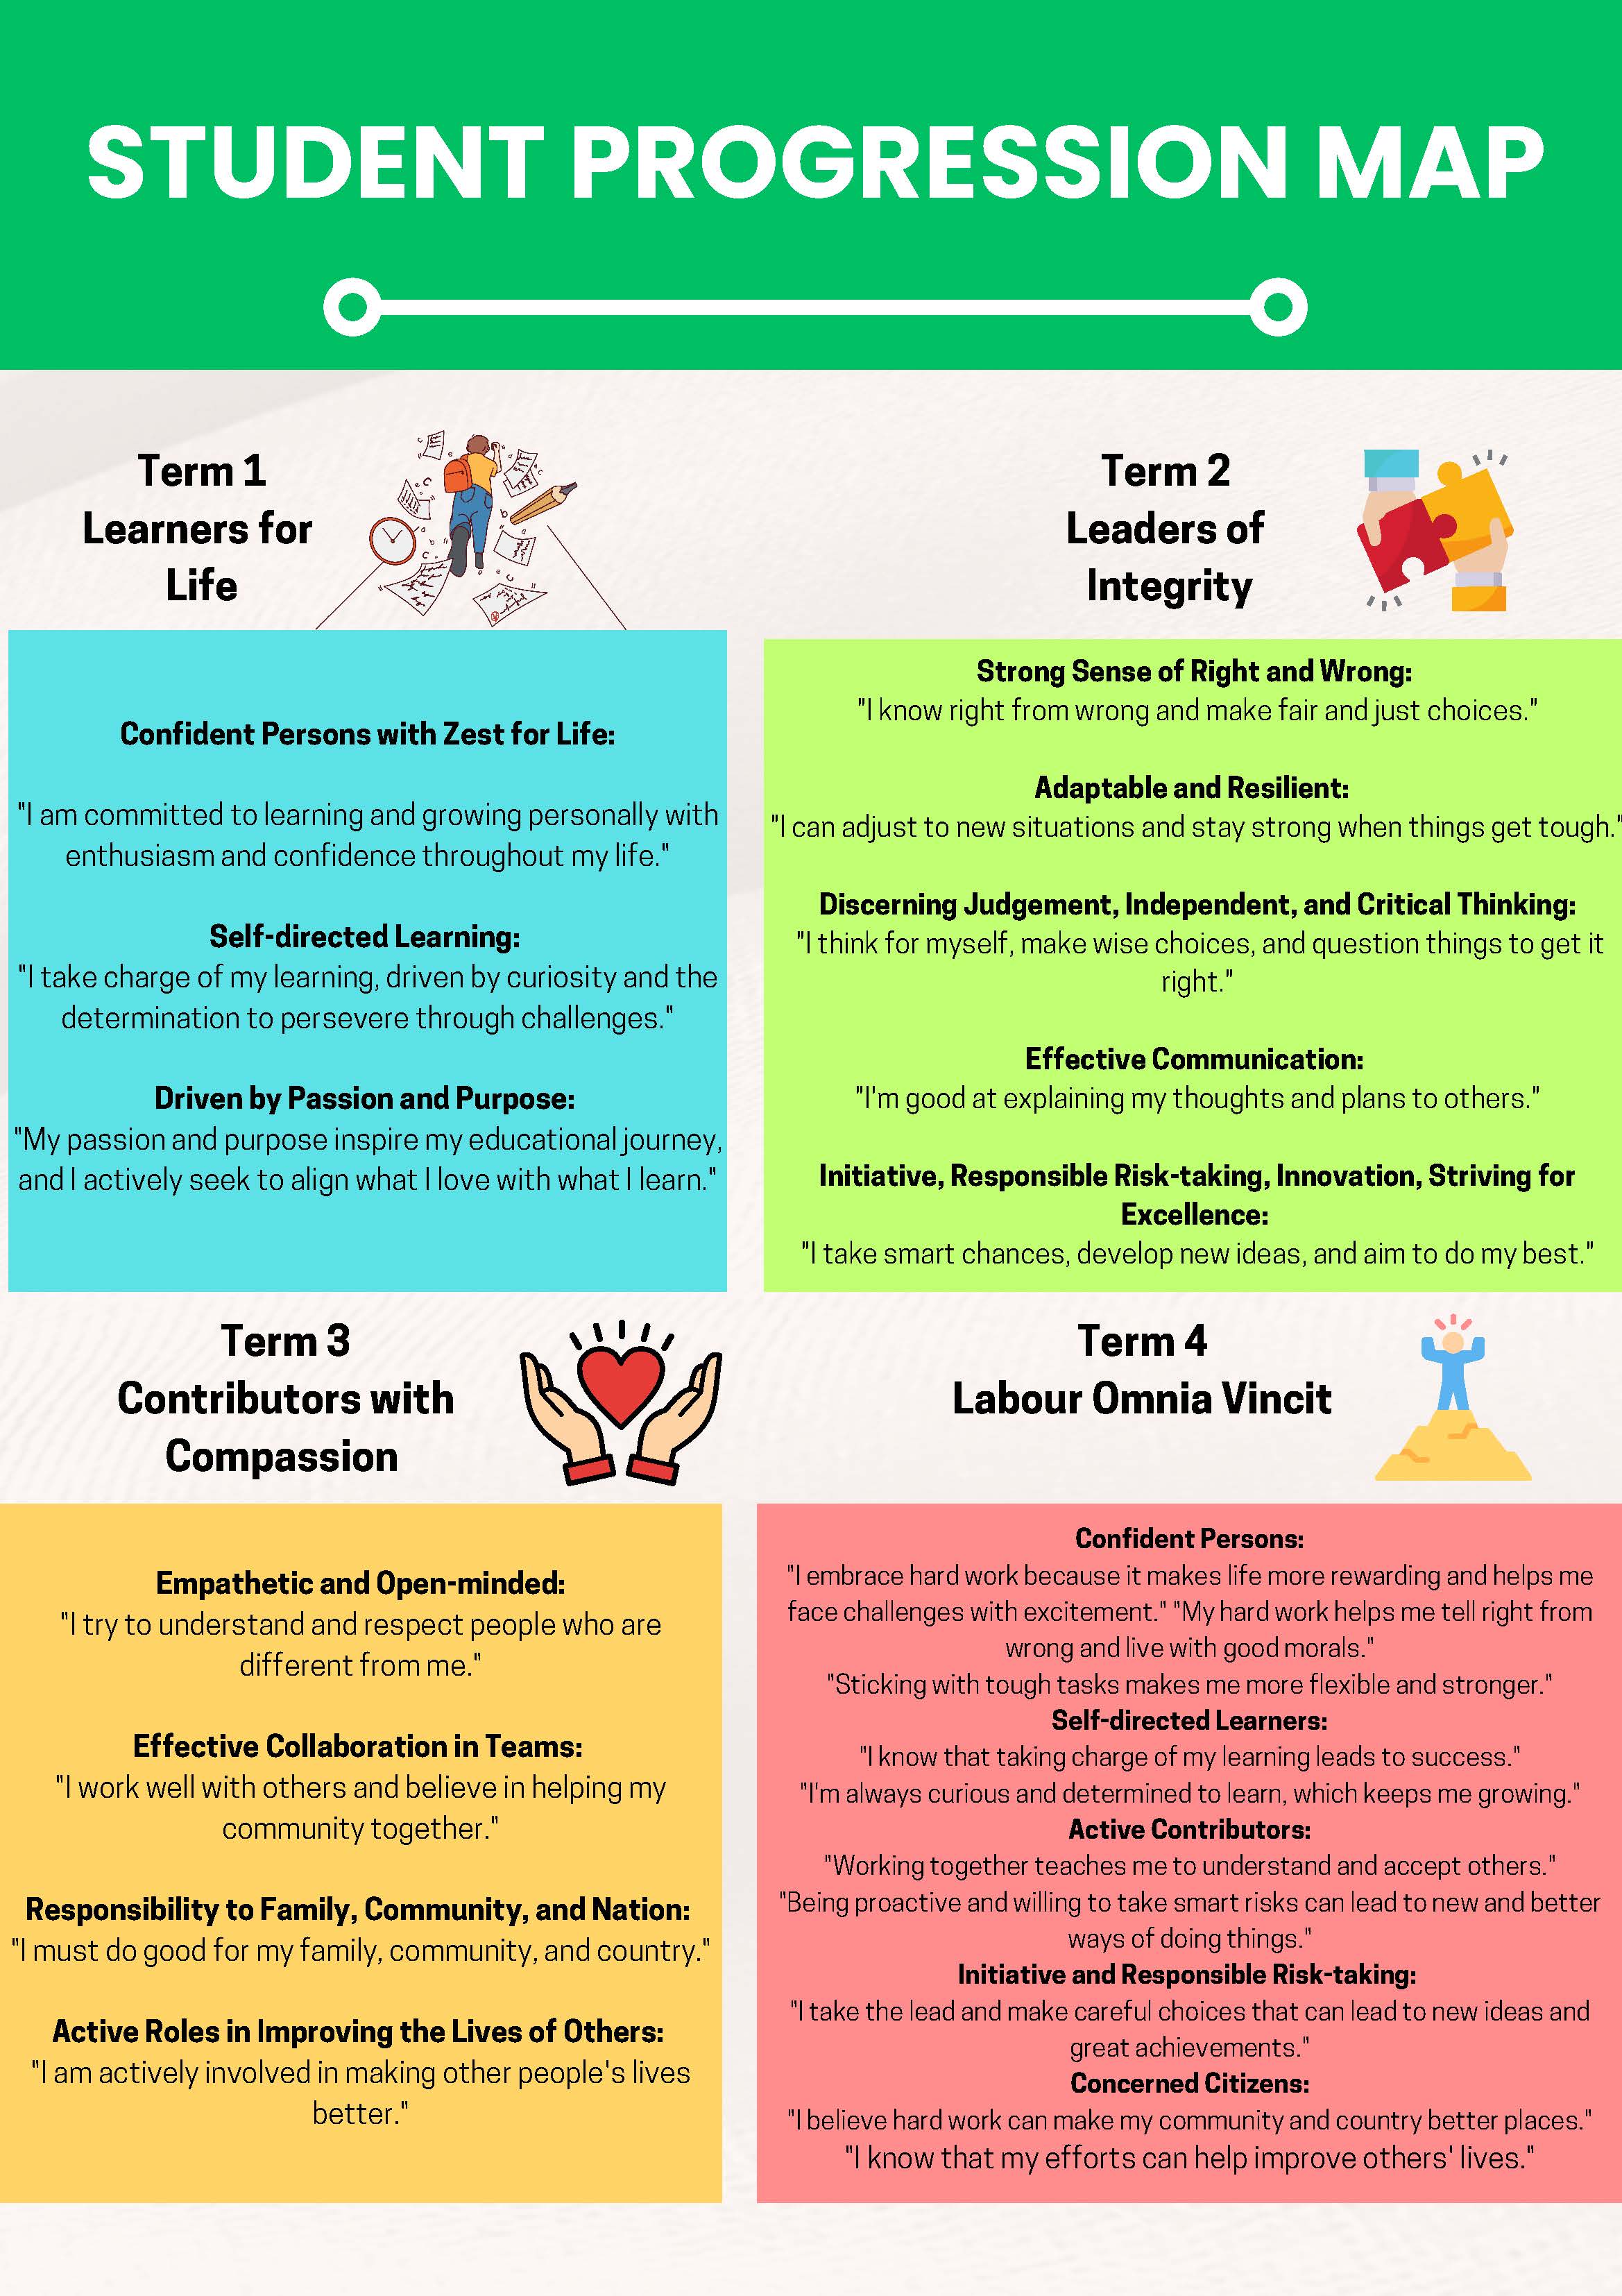 STUDENT PROGRESSION MAP
Term 1
Learners for
Life
Confident Persons with Zest for Life:
"I am committed to learning and growing personally with
enthusiasm and confidence throughout my life."
Self-directed Learning:
"I take charge of my learning, driven by curiosity and the
determination to persevere through challenges."
Driven by Passion and Purpose:
"My passion and purpose inspire my educational journey,
and I actively seek to align what I love with what I learn."
Term 2
Leaders of
Integrity
Strong Sense of Right and Wrong:
"I know right from wrong and make fair and just choices."
Adaptable and Resilient:
"I can adjust to new situations and stay strong when things get tough."
Discerning Judgement, Independent, and Critical Thinking:
"I think for myself, make wise choices, and question things to get it
right."
Effective Communication:
"I'm good at explaining my thoughts and plans to others."
Initiative, Responsible Risk-taking, Innovation, Striving for
Excellence:
"I take smart chances, develop new ideas, and aim to do my best."
Term 3
Contributors with
Compassion
Empathetic and Open-minded:
"I try to understand and respect people who are
different from me."
Effective Collaboration in Teams:
"I work well with others and believe in helping my
community together."
Responsibility to Family, Community, and Nation:
"I must do good for my family, community, and country."
Active Roles in Improving the Lives of Others:
"I am actively involved in making other people's lives
better."
Term 4
Labour Omnia Vincit
Confident Persons:
"I embrace hard work because it makes life more rewarding and helps me
face challenges with excitement." "My hard work helps me tell right from
wrong and live with good morals."
"Sticking with tough tasks makes me more flexible and stronger."
Self-directed Learners:
"I know that taking charge of my learning leads to success."
"I'm always curious and determined to learn, which keeps me growing."
Active Contributors:
"Working together teaches me to understand and accept others."
"Being proactive and willing to take smart risks can lead to new and better
ways of doing things."
Initiative and Responsible Risk-taking:
"I take the lead and make careful choices that can lead to new ideas and
great achievements."
Concerned Citizens:
"I believe hard work can make my community and country better places."
"I know that my efforts can help improve others' lives."